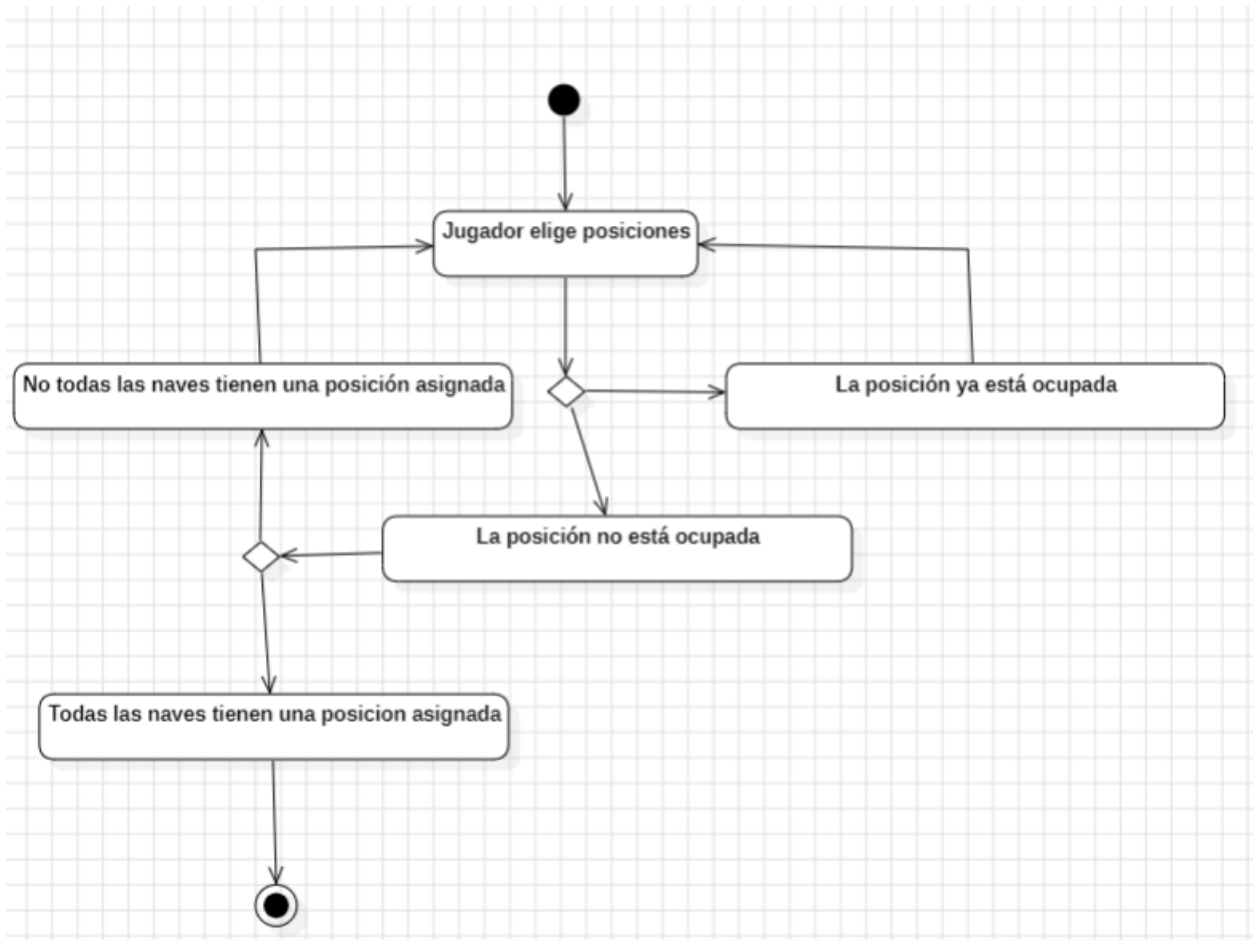 Jugador elige posiciones
No todas las naves tienen una posición asignada
La posición ya está ocupada
La posición no está ocupada
Todas las naves tienen una posicion asignada